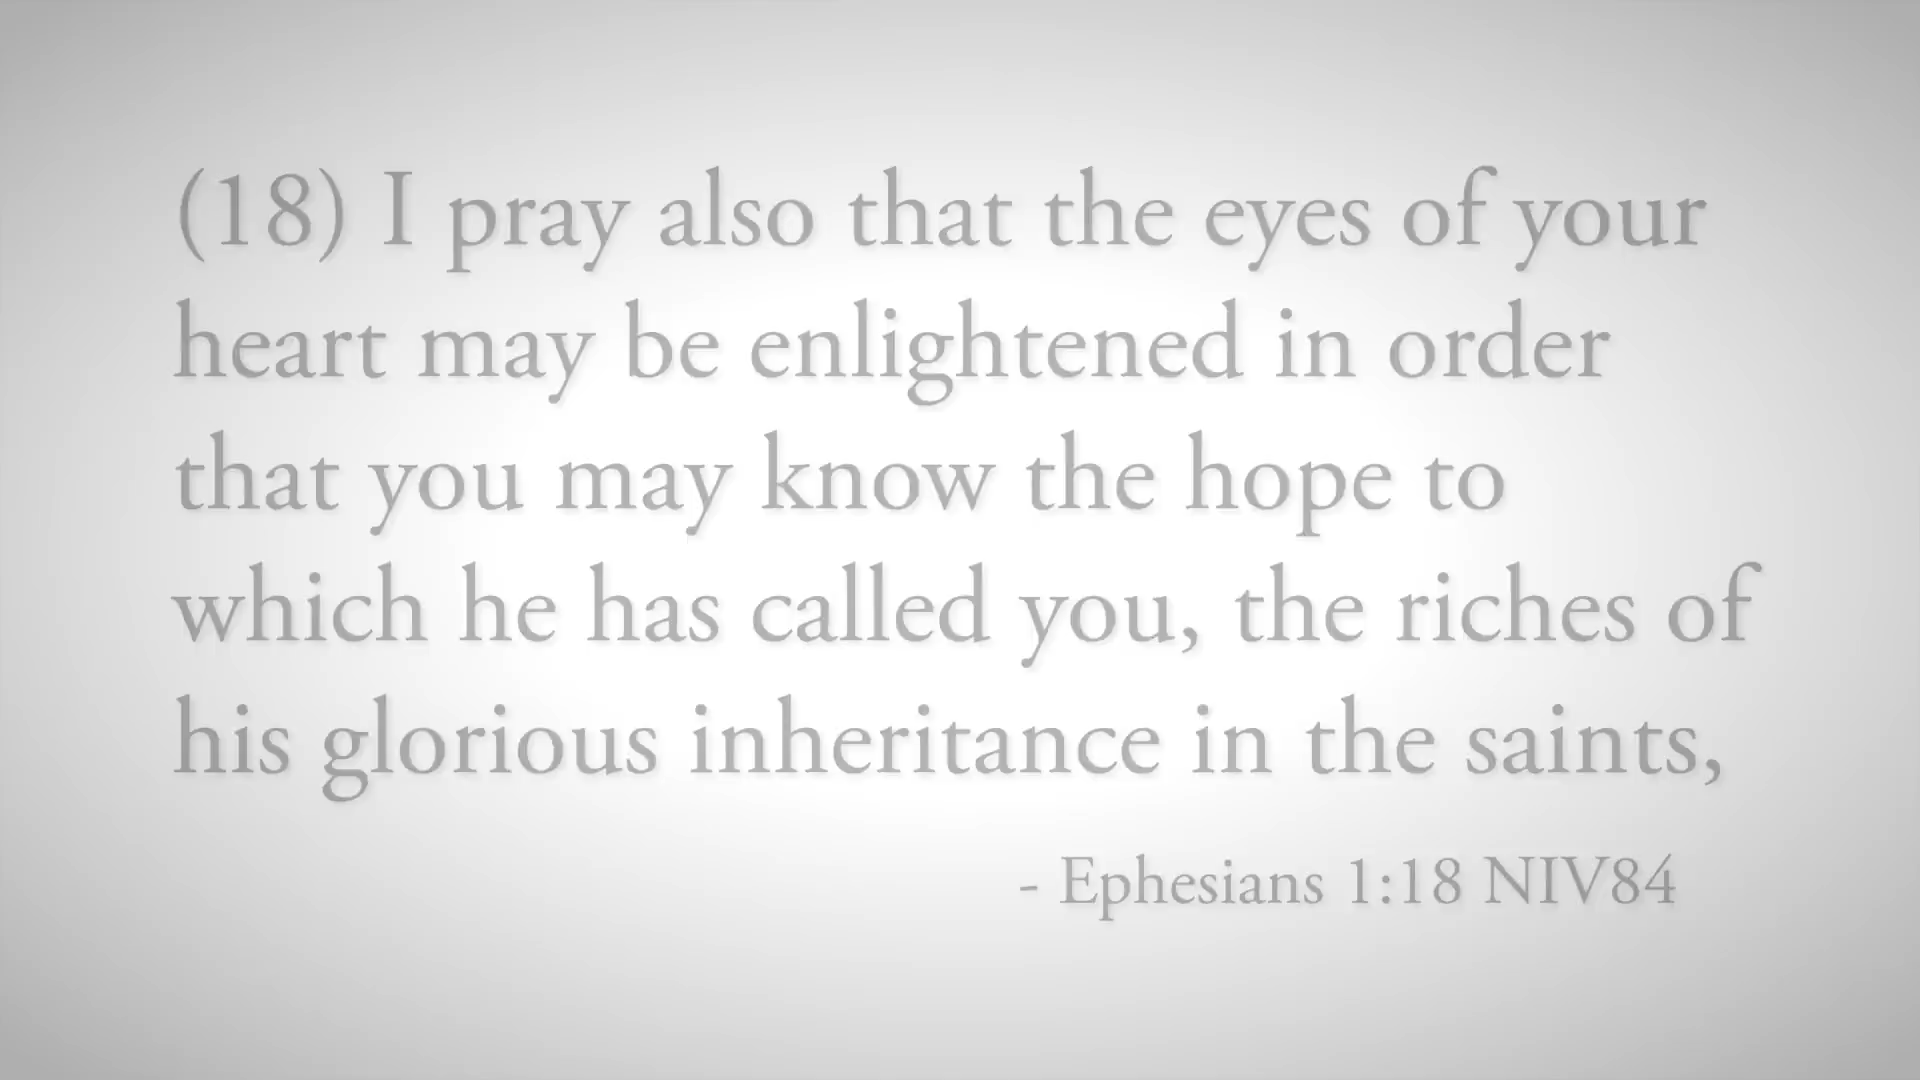 (18) I pray also that the eyes of your
heart may be enlightened in order
that you may know the hope to
which he has called you, the riches of
his glorious inheritance in the saints,
- Ephesians 1:18 NIV84